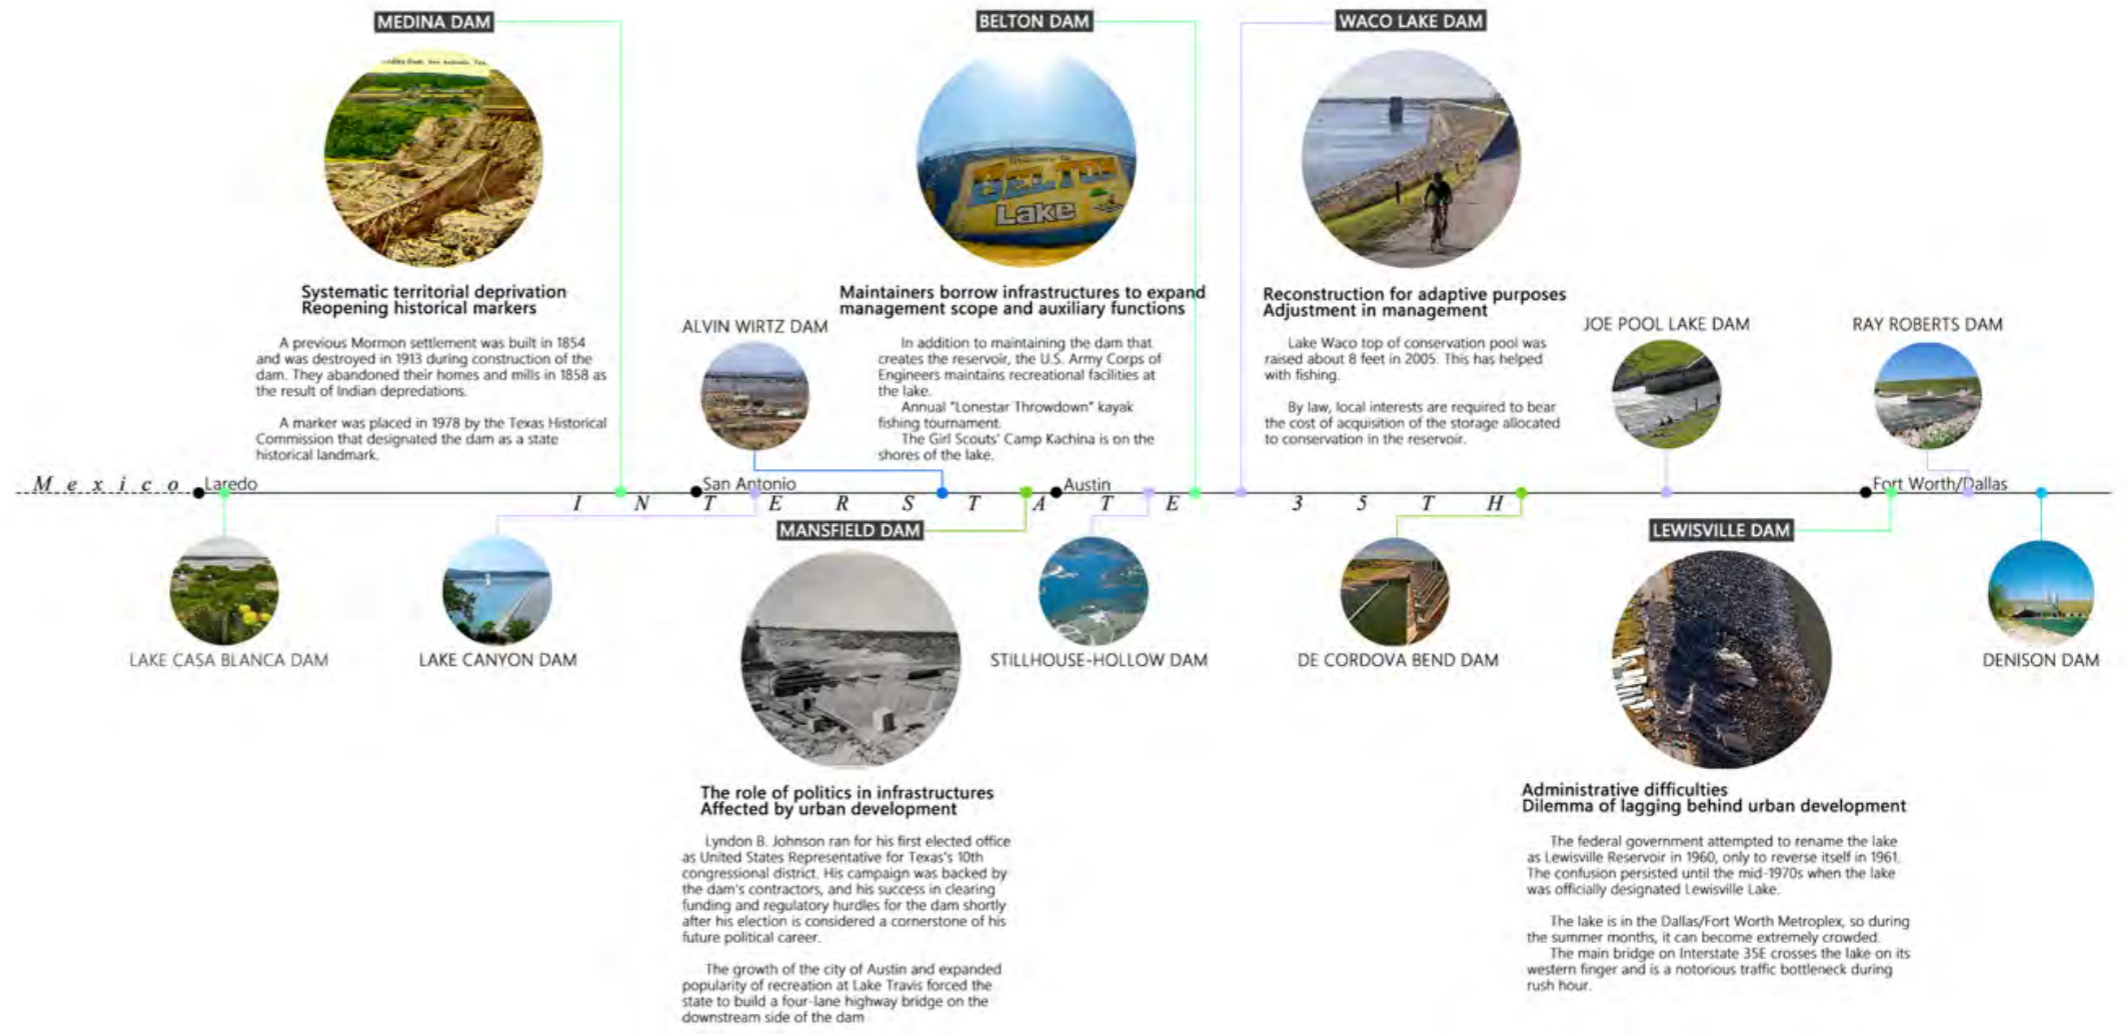 MEDINA DAM
Systematic territorial deprivation
Reopening historical markers
A previous Mormon settlement was built in 1854
and was destroyed in 1913 during construction of the
dam. They abandoned their homes and mills in 1858 as
the result of Indian depredations.
A marker was placed in 1978 by the Texas Historical
Commission that designated the dam as a state
historical landmark.
ALVIN WIRTZ DAM
BELTON DAM
Welcome To
BELTON
Lake
Maintainers borrow infrastructures to expand
management scope and auxiliary functions
In addition to maintaining the dam that
creates the reservoir, the U.S. Army Corps of
Engineers maintains recreational facilities at
the lake.
Annual "Lonestar Throwdown" kayak
fishing tournament.
The Girl Scouts' Camp Kachina is on the
shores of the lake.
WACO LAKE DAM
Reconstruction for adaptive purposes
Adjustment in management
Lake Waco top of conservation pool was
raised about 8 feet in 2005. This has helped
with fishing.
By law, local interests are required to bear
the cost of acquisition of the storage allocated
to conservation in the reservoir.
JOE POOL LAKE DAM
RAY ROBERTS DAM
Mexico
Laredo
San Antonio
Austin
Fort Worth/Dallas
INTERSTATE 35TH
LAKE CASA BLANCA DAM
LAKE CANYON DAM
MANSFIELD DAM
The role of politics in infrastructures
Affected by urban development
Lyndon B. Johnson ran for his first elected office
as United States Representative for Texas's 10th
congressional district. His campaign was backed by
the dam's contractors, and his success in clearing
funding and regulatory hurdles for the dam shortly
after his election is considered a cornerstone of his
future political career.
The growth of the city of Austin and expanded
popularity of recreation at Lake Travis forced the
state to build a four-lane highway bridge on the
downstream side of the dam
STILLHOUSE-HOLLOW DAM
DE CORDOVA BEND DAM
LEWISVILLE DAM
Administrative difficulties
Dilemma of lagging behind urban development
The federal government attempted to rename the lake
as Lewisville Reservoir in 1960, only to reverse itself in 1961.
The confusion persisted until the mid-1970s when the lake
was officially designated Lewisville Lake.
The lake is in the Dallas/Fort Worth Metroplex, so during
the summer months, it can become extremely crowded.
The main bridge on Interstate 35E crosses the lake on its
western finger and is a notorious traffic bottleneck during
rush hour.
DENISON DAM